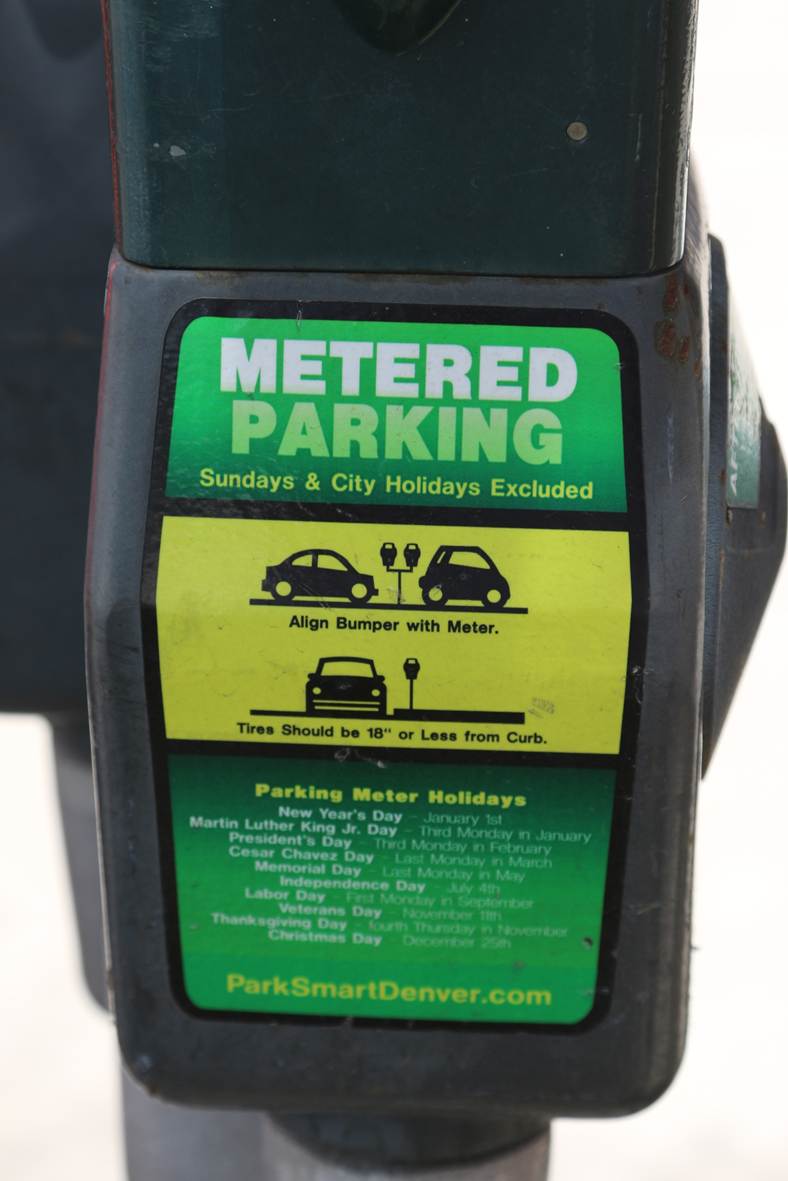 METERED
PARKING
Sundays & City Holidays Excluded
Align Bumper with Meter.
Tires Should be 18" or Less from Curb.
Parking Meter Holidays
New Year's Day - January 1st
Martin Luther King Jr. Day - Third Monday in January
President's Day - Third Monday in February
Cesar Chavez Day - Last Monday in March
Memorial Day - Last Monday in May
Independence Day - July 4th
Labor Day - First Monday in September
Veterans Day - November 11th
Thanksgiving Day - fourth Thursday in November
Christmas Day - December 25th
ParkSmartDenver.com